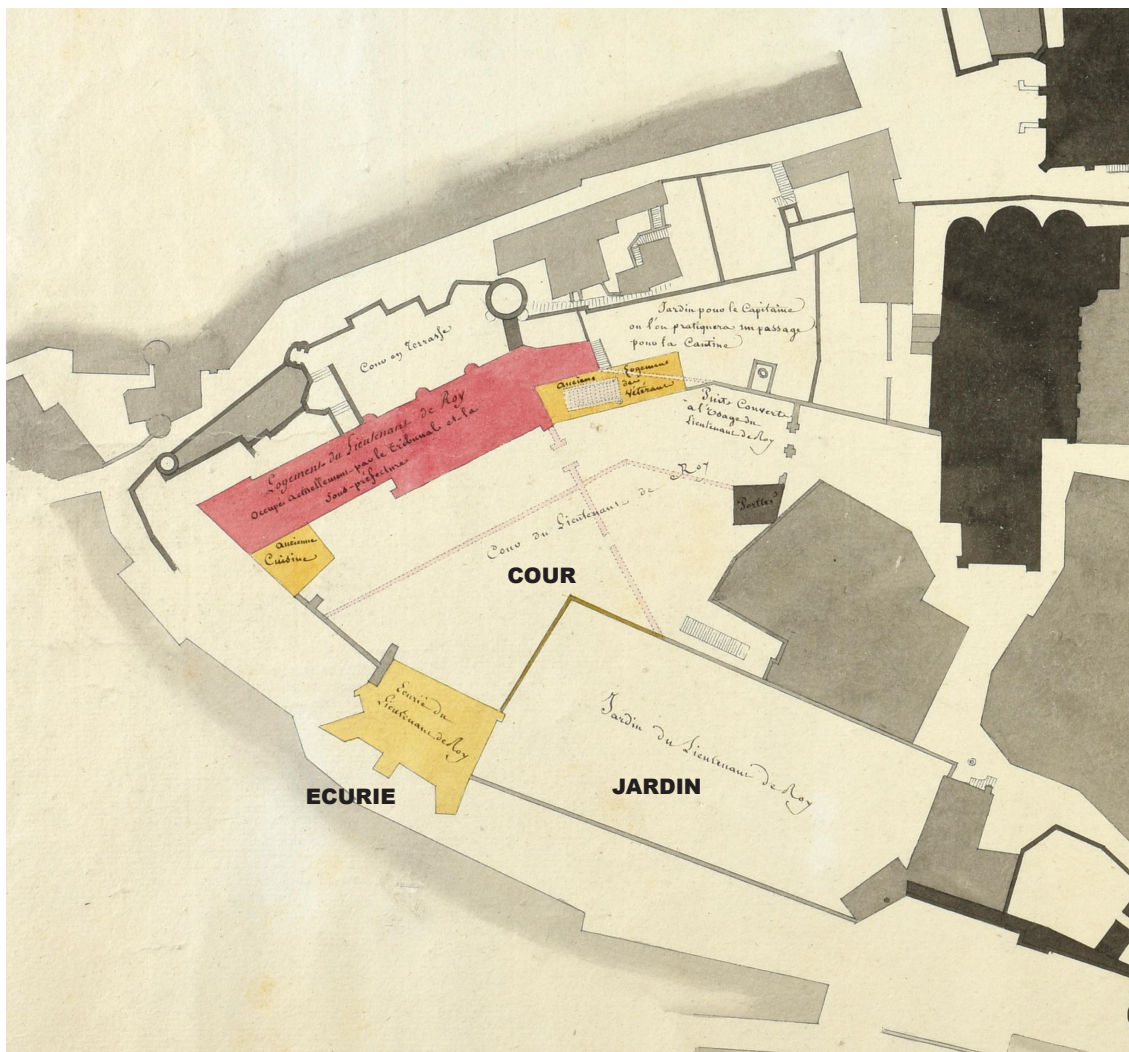 Jardin pour le Capitaine
ou l'on pratiquera un passage
pour la Cantine
Cour en Terrasse
Ancien
Logement
des
Vétérans
Puits Couvert
à l'Usage du
Lieutenant de Roy
Logement du Lieutenant de Roy
Occupé Actuellement par le Tribunal et la
Sous-préfecture
Portier
Cour du Lieutenant de Roy
Ancienne
Cuisine
COUR
Ecurie du
Lieutenant de Roy
Jardin du Lieutenant de Roy
ECURIE
JARDIN